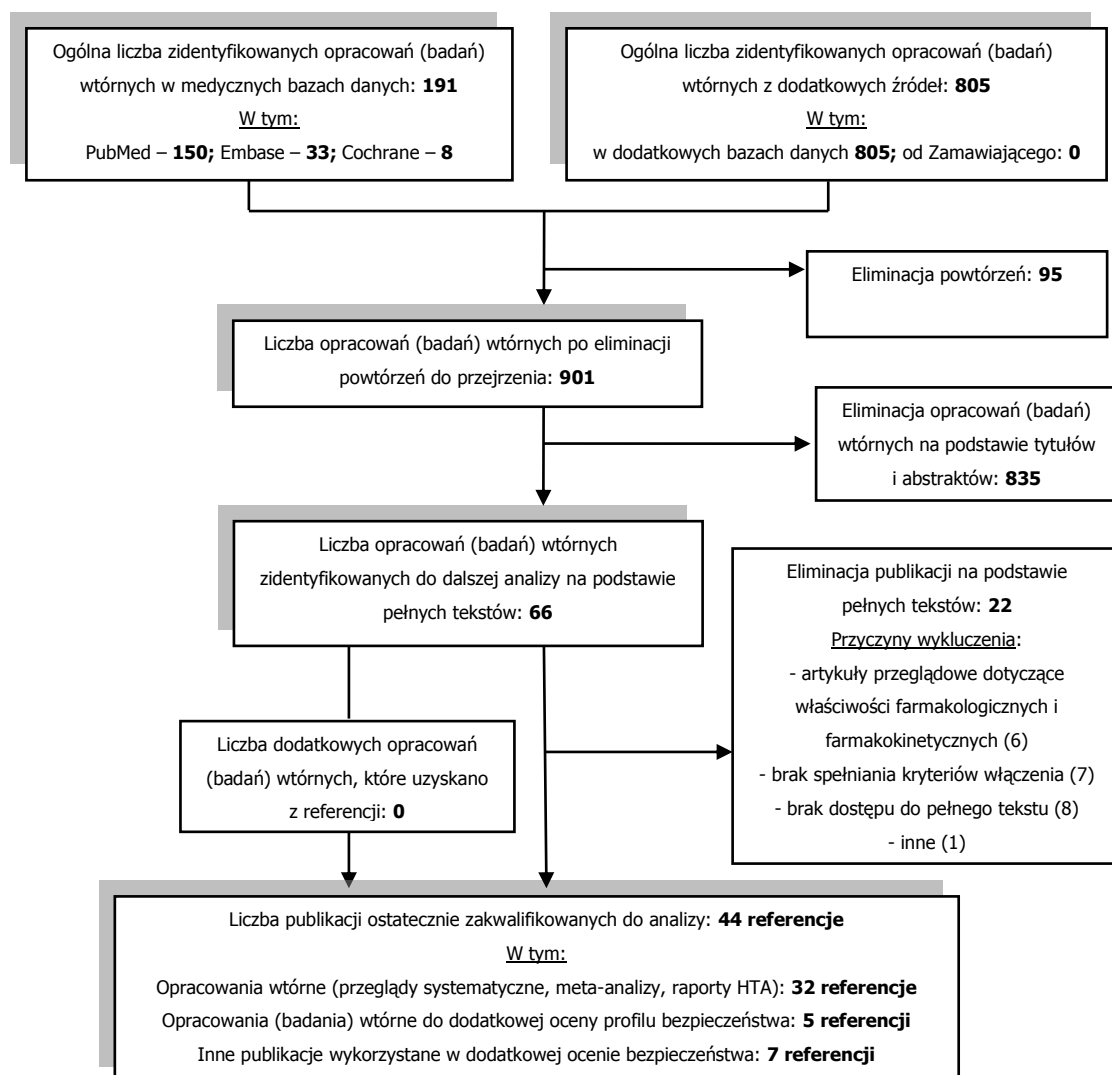 Ogólna liczba zidentyfikowanych opracowań (badań)
wtórnych w medycznych bazach danych: 191
W tym:
PubMed – 150; Embase – 33; Cochrane – 8
Ogólna liczba zidentyfikowanych opracowań (badań)
wtórnych z dodatkowych źródeł: 805
W tym:
w dodatkowych bazach danych 805; od Zamawiającego: 0
Eliminacja powtórzeń: 95
Liczba opracowań (badań) wtórnych po eliminacji
powtórzeń do przejrzenia: 901
Eliminacja opracowań (badań)
wtórnych na podstawie tytułów
i abstraktów: 835
Liczba opracowań (badań) wtórnych
zidentyfikowanych do dalszej analizy na podstawie
pełnych tekstów: 66
Eliminacja publikacji na podstawie
pełnych tekstów: 22
Przyczyny wykluczenia:
- artykuły przeglądowe dotyczące
właściwości farmakologicznych i
farmakokinetycznych (6)
- brak spełniania kryteriów włączenia (7)
- brak dostępu do pełnego tekstu (8)
- inne (1)
Liczba dodatkowych opracowań
(badań) wtórnych, które uzyskano
z referencji: 0
Liczba publikacji ostatecznie zakwalifikowanych do analizy: 44 referencje
W tym:
Opracowania wtórne (przeglądy systematyczne, meta-analizy, raporty HTA): 32 referencje
Opracowania (badania) wtórne do dodatkowej oceny profilu bezpieczeństwa: 5 referencji
Inne publikacje wykorzystane w dodatkowej ocenie bezpieczeństwa: 7 referencji